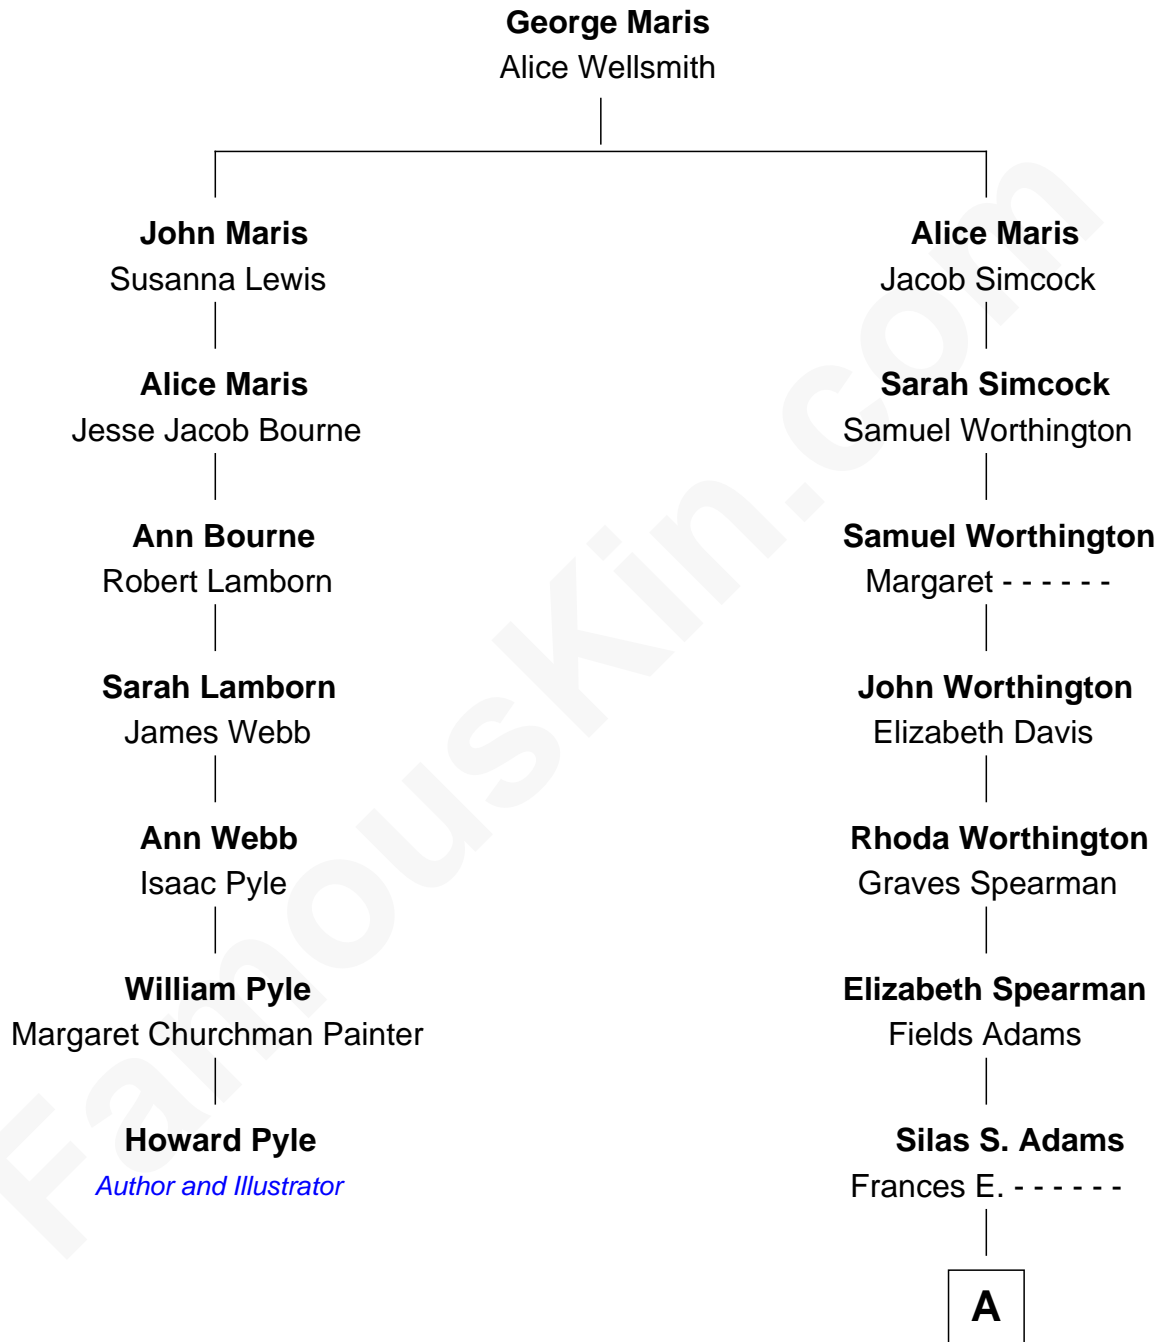 George Maris
Alice Wellsmith
John Maris
Susanna Lewis
Alice Maris
Jacob Simcock
Alice Maris
Jesse Jacob Bourne
Sarah Simcock
Samuel Worthington
Ann Bourne
Robert Lamborn
Samuel Worthington
Margaret - - - - - -
Sarah Lamborn
James Webb
John Worthington
Elizabeth Davis
Ann Webb
Isaac Pyle
Rhoda Worthington
Graves Spearman
William Pyle
Margaret Churchman Painter
Elizabeth Spearman
Fields Adams
Howard Pyle
Author and Illustrator
Silas S. Adams
Frances E. - - - - - -
A
FamousKin.com